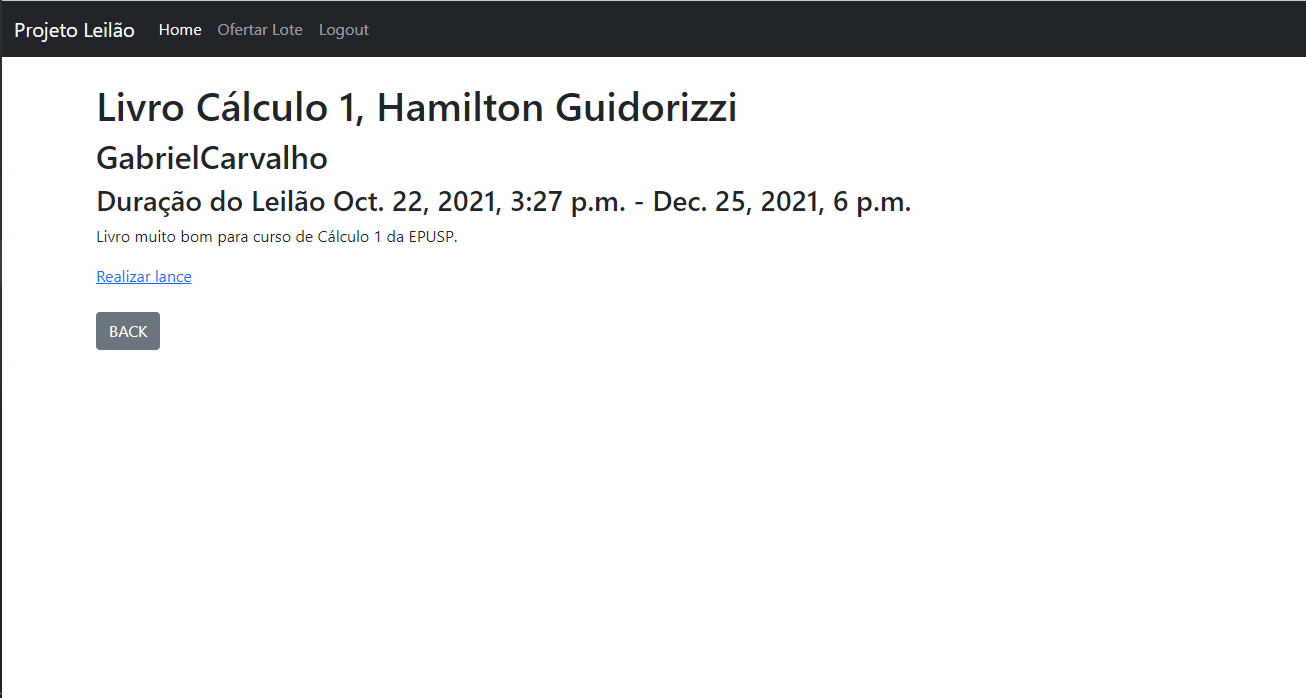 Projeto Leilão Home Ofertar Lote Logout
Livro Cálculo 1, Hamilton Guidorizzi
GabrielCarvalho
Duração do Leilão Oct. 22, 2021, 3:27 p.m. - Dec. 25, 2021, 6 p.m.
Livro muito bom para curso de Cálculo 1 da EPUSP.
Realizar lance
BACK